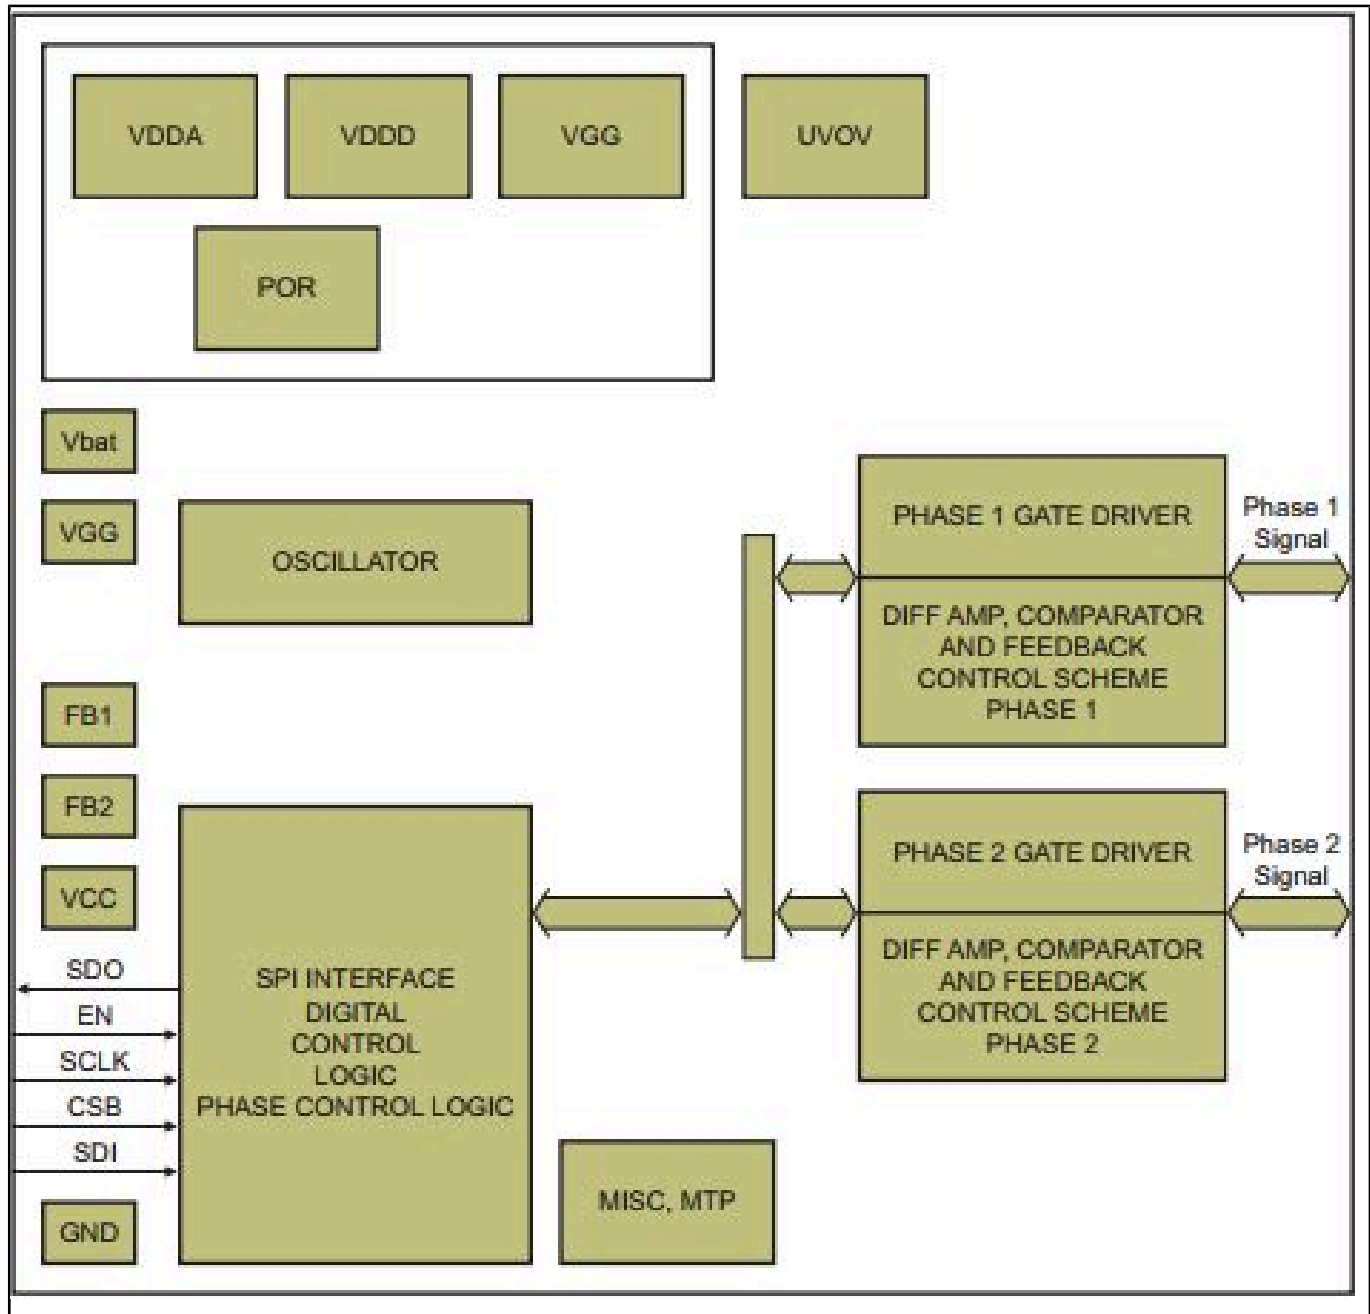 VDDA
VDDD
VGG
UVOV
POR
Vbat
VGG
OSCILLATOR
PHASE 1 GATE DRIVER
Phase 1
Signal
DIFF AMP, COMPARATOR
AND FEEDBACK
CONTROL SCHEME
PHASE 1
FB1
FB2
VCC
PHASE 2 GATE DRIVER
Phase 2
Signal
DIFF AMP, COMPARATOR
AND FEEDBACK
CONTROL SCHEME
PHASE 2
SDO
EN
SCLK
CSB
SDI
SPI INTERFACE
DIGITAL
CONTROL
LOGIC
PHASE CONTROL LOGIC
MISC, MTP
GND